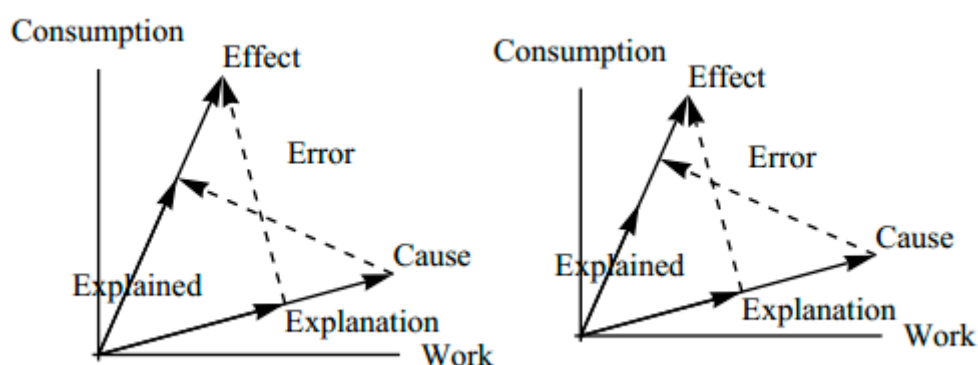 Consumption
Effect
Error
Cause
Explained
Explanation
Work
Consumption
Effect
Error
Cause
Explained
Explanation
Work